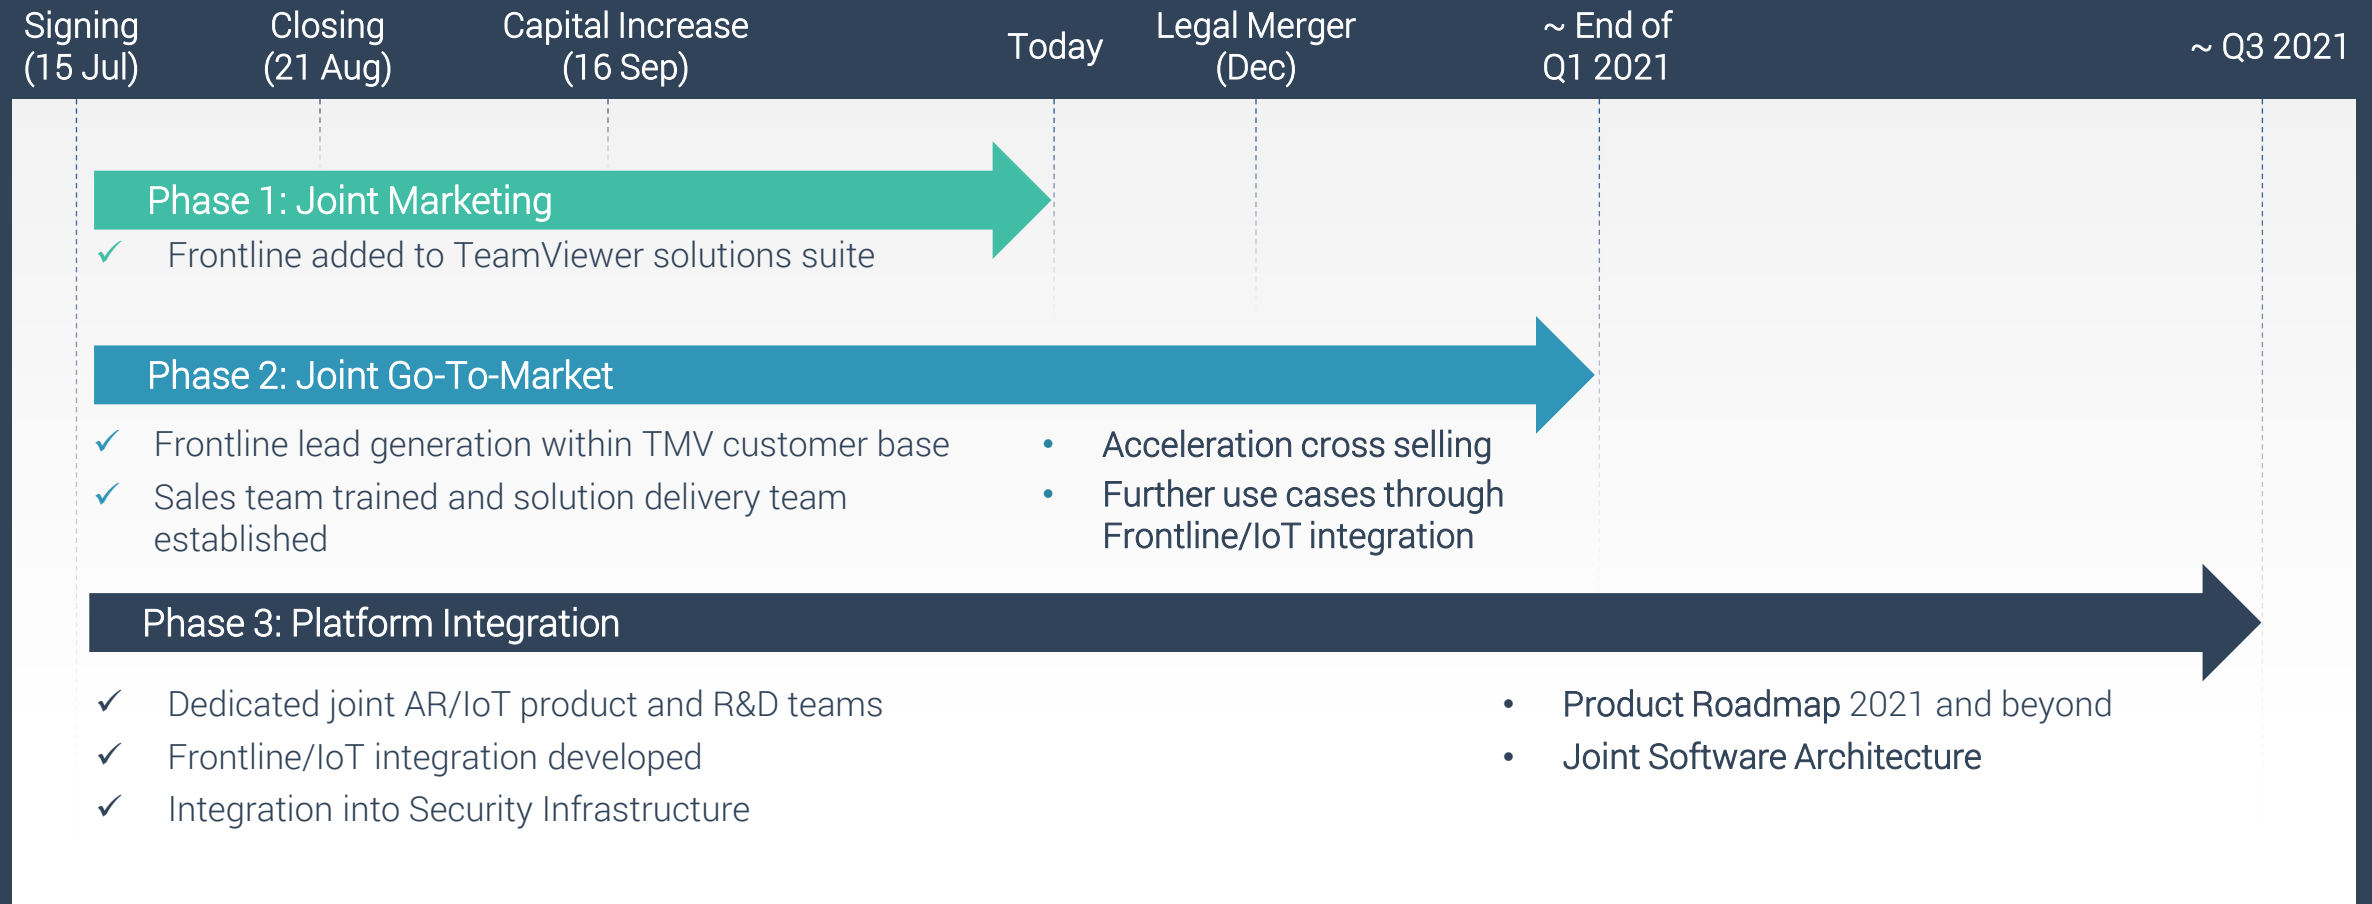 Signing
(15 Jul)
Closing
(21 Aug)
Capital Increase
(16 Sep)
Today
Legal Merger
(Dec)
~ End of
Q1 2021
~ Q3 2021
Phase 1: Joint Marketing
✓ Frontline added to TeamViewer solutions suite
Phase 2: Joint Go-To-Market
✓ Frontline lead generation within TMV customer base
✓ Sales team trained and solution delivery team
established
• Acceleration cross selling
• Further use cases through
Frontline/IoT integration
Phase 3: Platform Integration
✓ Dedicated joint AR/IoT product and R&D teams
✓ Frontline/IoT integration developed
✓ Integration into Security Infrastructure
• Product Roadmap 2021 and beyond
• Joint Software Architecture